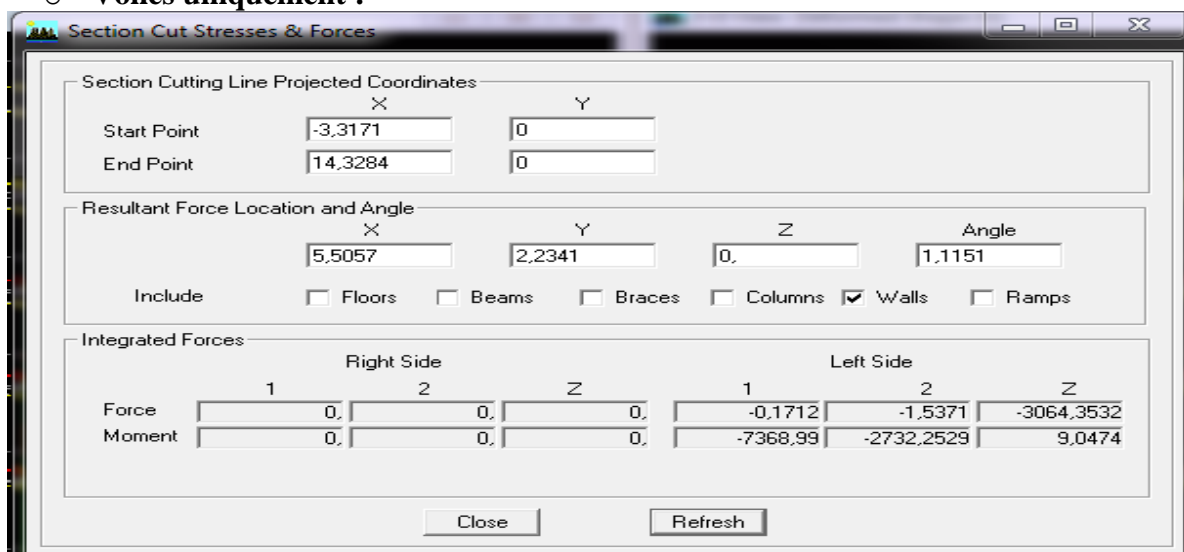 o Voiles uniquement :
Section Cut Stresses & Forces
Section Cutting Line Projected Coordinates
X Y
Start Point -3,3171 0
End Point 14,3284 0
Resultant Force Location and Angle
X Y Z Angle
5,5057 2,2341 0, 1,1151
Include Floors Beams Braces Columns Walls Ramps
Integrated Forces
Right Side Left Side
1 2 Z 1 2 Z
Force 0, 0, 0, -0,1712 -1,5371 -3064,3532
Moment 0, 0, 0, -7368,99 -2732,2529 9,0474
Close Refresh